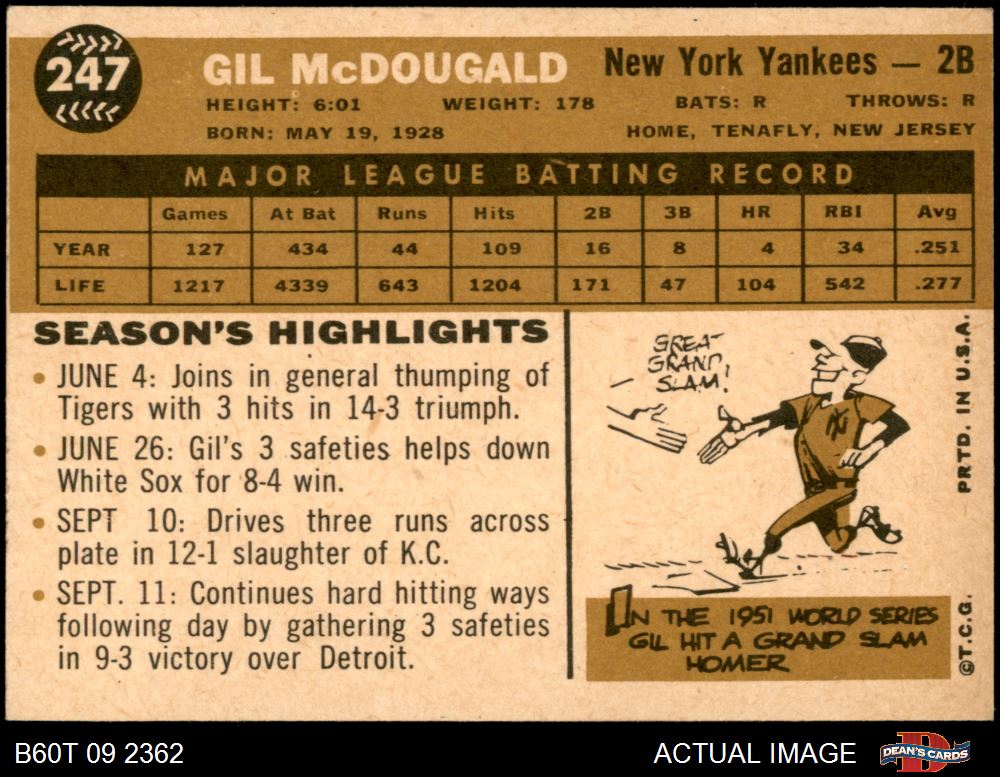 247
GIL McDOUGALD New York Yankees — 2B
HEIGHT: 6:01 WEIGHT: 178 BATS: R THROWS: R
BORN: MAY 19, 1928 HOME, TENAFLY, NEW JERSEY
MAJOR LEAGUE BATTING RECORD
Games At Bat Runs Hits 2B 3B HR RBI Avg
YEAR 127 434 44 109 16 8 4 34 .251
LIFE 1217 4339 643 1204 171 47 104 542 .277
SEASON'S HIGHLIGHTS
• JUNE 4: Joins in general thumping of
Tigers with 3 hits in 14-3 triumph.
• JUNE 26: Gil's 3 safeties helps down
White Sox for 8-4 win.
• SEPT 10: Drives three runs across
plate in 12-1 slaughter of K.C.
• SEPT. 11: Continues hard hitting ways
following day by gathering 3 safeties
in 9-3 victory over Detroit.
GREAT
GRAND
SLAM!
NY
IN THE 1951 WORLD SERIES
GIL HIT A GRAND SLAM
HOMER
©T.C.G. PRTD. IN U.S.A.
B60T 09 2362 ACTUAL IMAGE DEAN'S CARDS